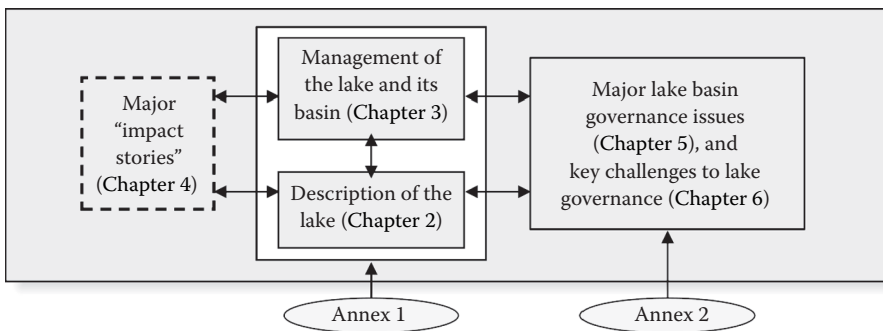 Major
“impact
stories”
(Chapter 4)
Management of
the lake and its
basin (Chapter 3)
Description of the
lake (Chapter 2)
Major lake basin
governance issues
(Chapter 5), and
key challenges to lake
governance (Chapter 6)
Annex 1
Annex 2